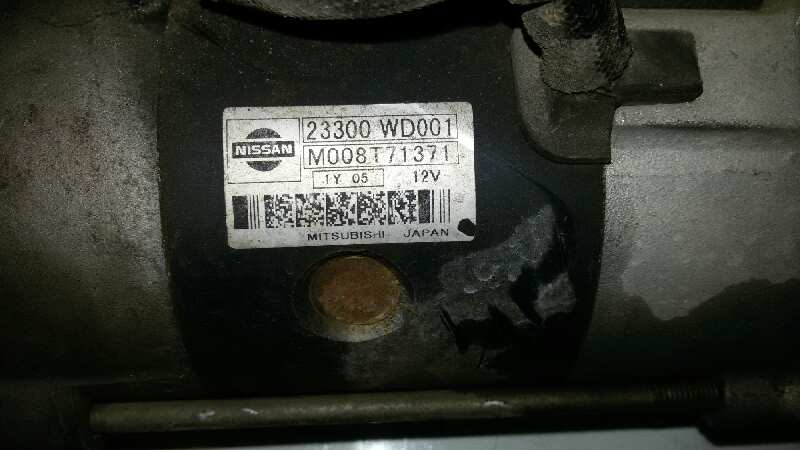 NISSAN
23300 WD001
M008T71371
1Y 05 12V
MITSUBISHI JAPAN